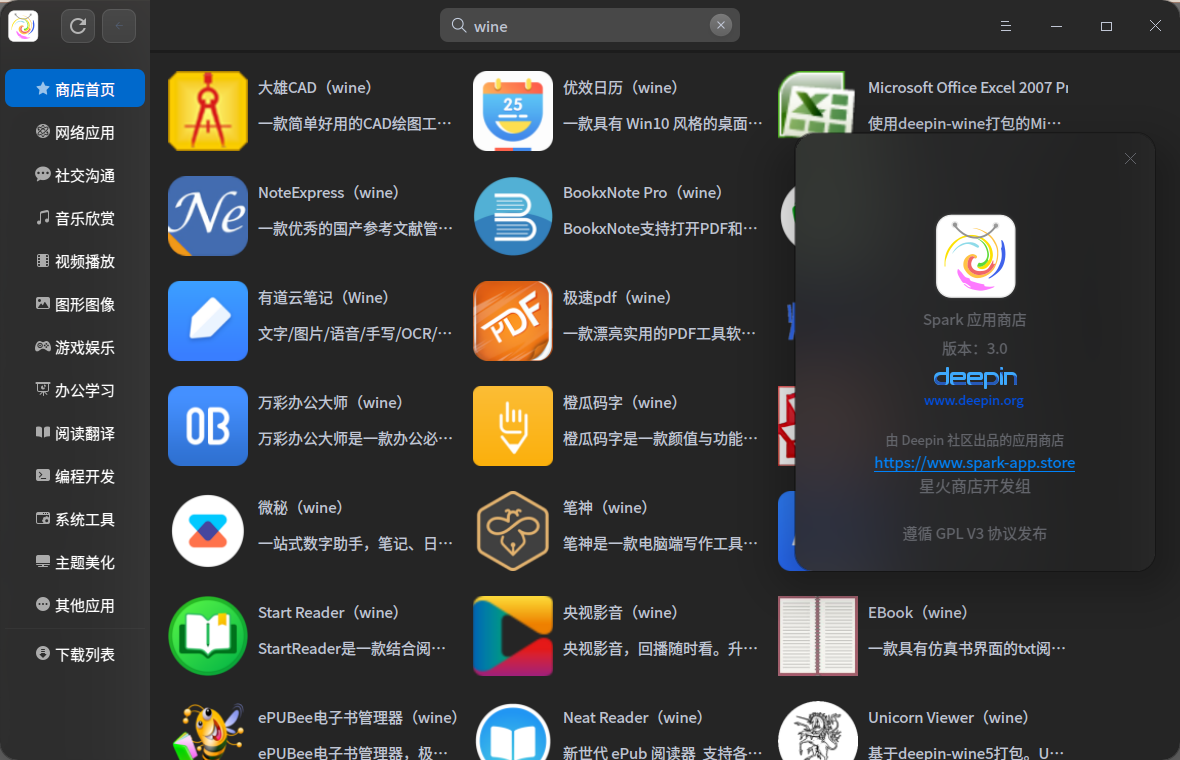 wine
商店首页
网络应用
社交沟通
音乐欣赏
视频播放
图形图像
游戏娱乐
办公学习
阅读翻译
编程开发
系统工具
主题美化
其他应用
下载列表
大雄CAD（wine）
一款简单好用的CAD绘图工…
25
优效日历（wine）
一款具有 Win10 风格的桌面…
Microsoft Office Excel 2007 Pr
使用deepin-wine打包的Mi…
Ne
NoteExpress（wine）
一款优秀的国产参考文献管…
BookxNote Pro（wine）
BookxNote支持打开PDF和…
有道云笔记（Wine）
文字/图片/语音/手写/OCR/…
PDF
极速pdf（wine）
一款漂亮实用的PDF工具软…
OB
万彩办公大师（wine）
万彩办公大师是一款办公必…
橙瓜码字（wine）
橙瓜码字是一款颜值与功能…
微秘（wine）
一站式数字助手，笔记、日…
笔神（wine）
笔神是一款电脑端写作工具…
Start Reader（wine）
StartReader是一款结合阅…
央视影音（wine）
央视影音，回播随时看。升…
EBook（wine）
一款具有仿真书界面的txt阅…
ePUBee电子书管理器（wine）
ePUBee电子书管理器，极…
Neat Reader（wine）
新世代 ePub 阅读器 支持各…
Unicorn Viewer（wine）
基于deepin-wine5打包。U…
Spark 应用商店
版本：3.0
deepin
www.deepin.org
由 Deepin 社区出品的应用商店
https://www.spark-app.store
星火商店开发组
遵循 GPL V3 协议发布